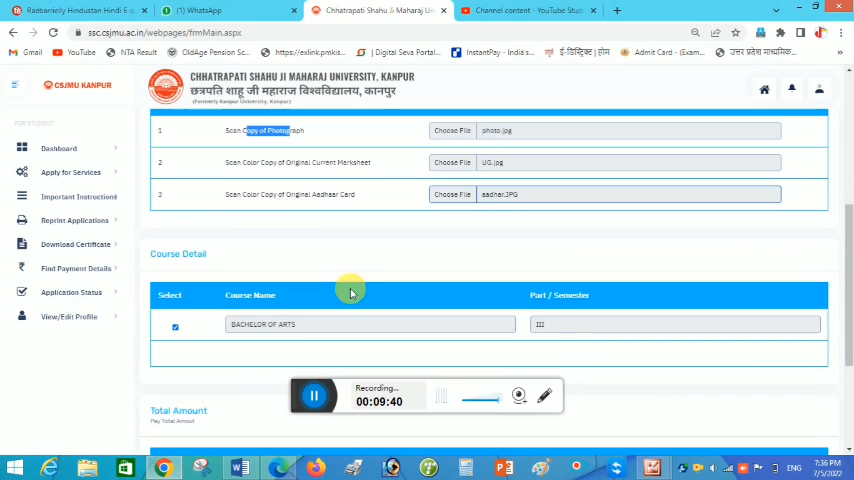 Raebarrielly Hindustan Hindi E-p
(1) WhatsApp
Chhatrapati Shahu Ji Maharaj Un
Channel content - YouTube Stud
ssc.csjmu.ac.in/webpages/frmMain.aspx
Gmail
YouTube
NTA Result
OldAge Pension Sc...
https://exlink.pmkis...
| Digital Seva Portal...
InstantPay - India's...
ई-डिस्ट्रिक्ट | होम
Admit Card - (Exam...
उत्तर प्रदेश माध्यमिक...
CSJMU KANPUR
CHHATRAPATI SHAHU JI MAHARAJ UNIVERSITY, KANPUR
छत्रपति शाहू जी महाराज विश्वविद्यालय, कानपुर
(Formerly Kanpur University, Kanpur)
FOR STUDENT
Dashboard
Apply for Services
Important Instructions
Reprint Applications
Download Certificate
Find Payment Details
Application Status
View/Edit Profile
1 Scan Copy of Photograph Choose File photo.jpg
2 Scan Color Copy of Original Current Marksheet Choose File UG.jpg
3 Scan Color Copy of Original Aadhaar Card Choose File aadhar.JPG
Course Detail
Select Course Name Part / Semester
BACHELOR OF ARTS III
Recording...
00:09:40
Total Amount
Pay Total Amout
ENG
7:36 PM
7/5/2022